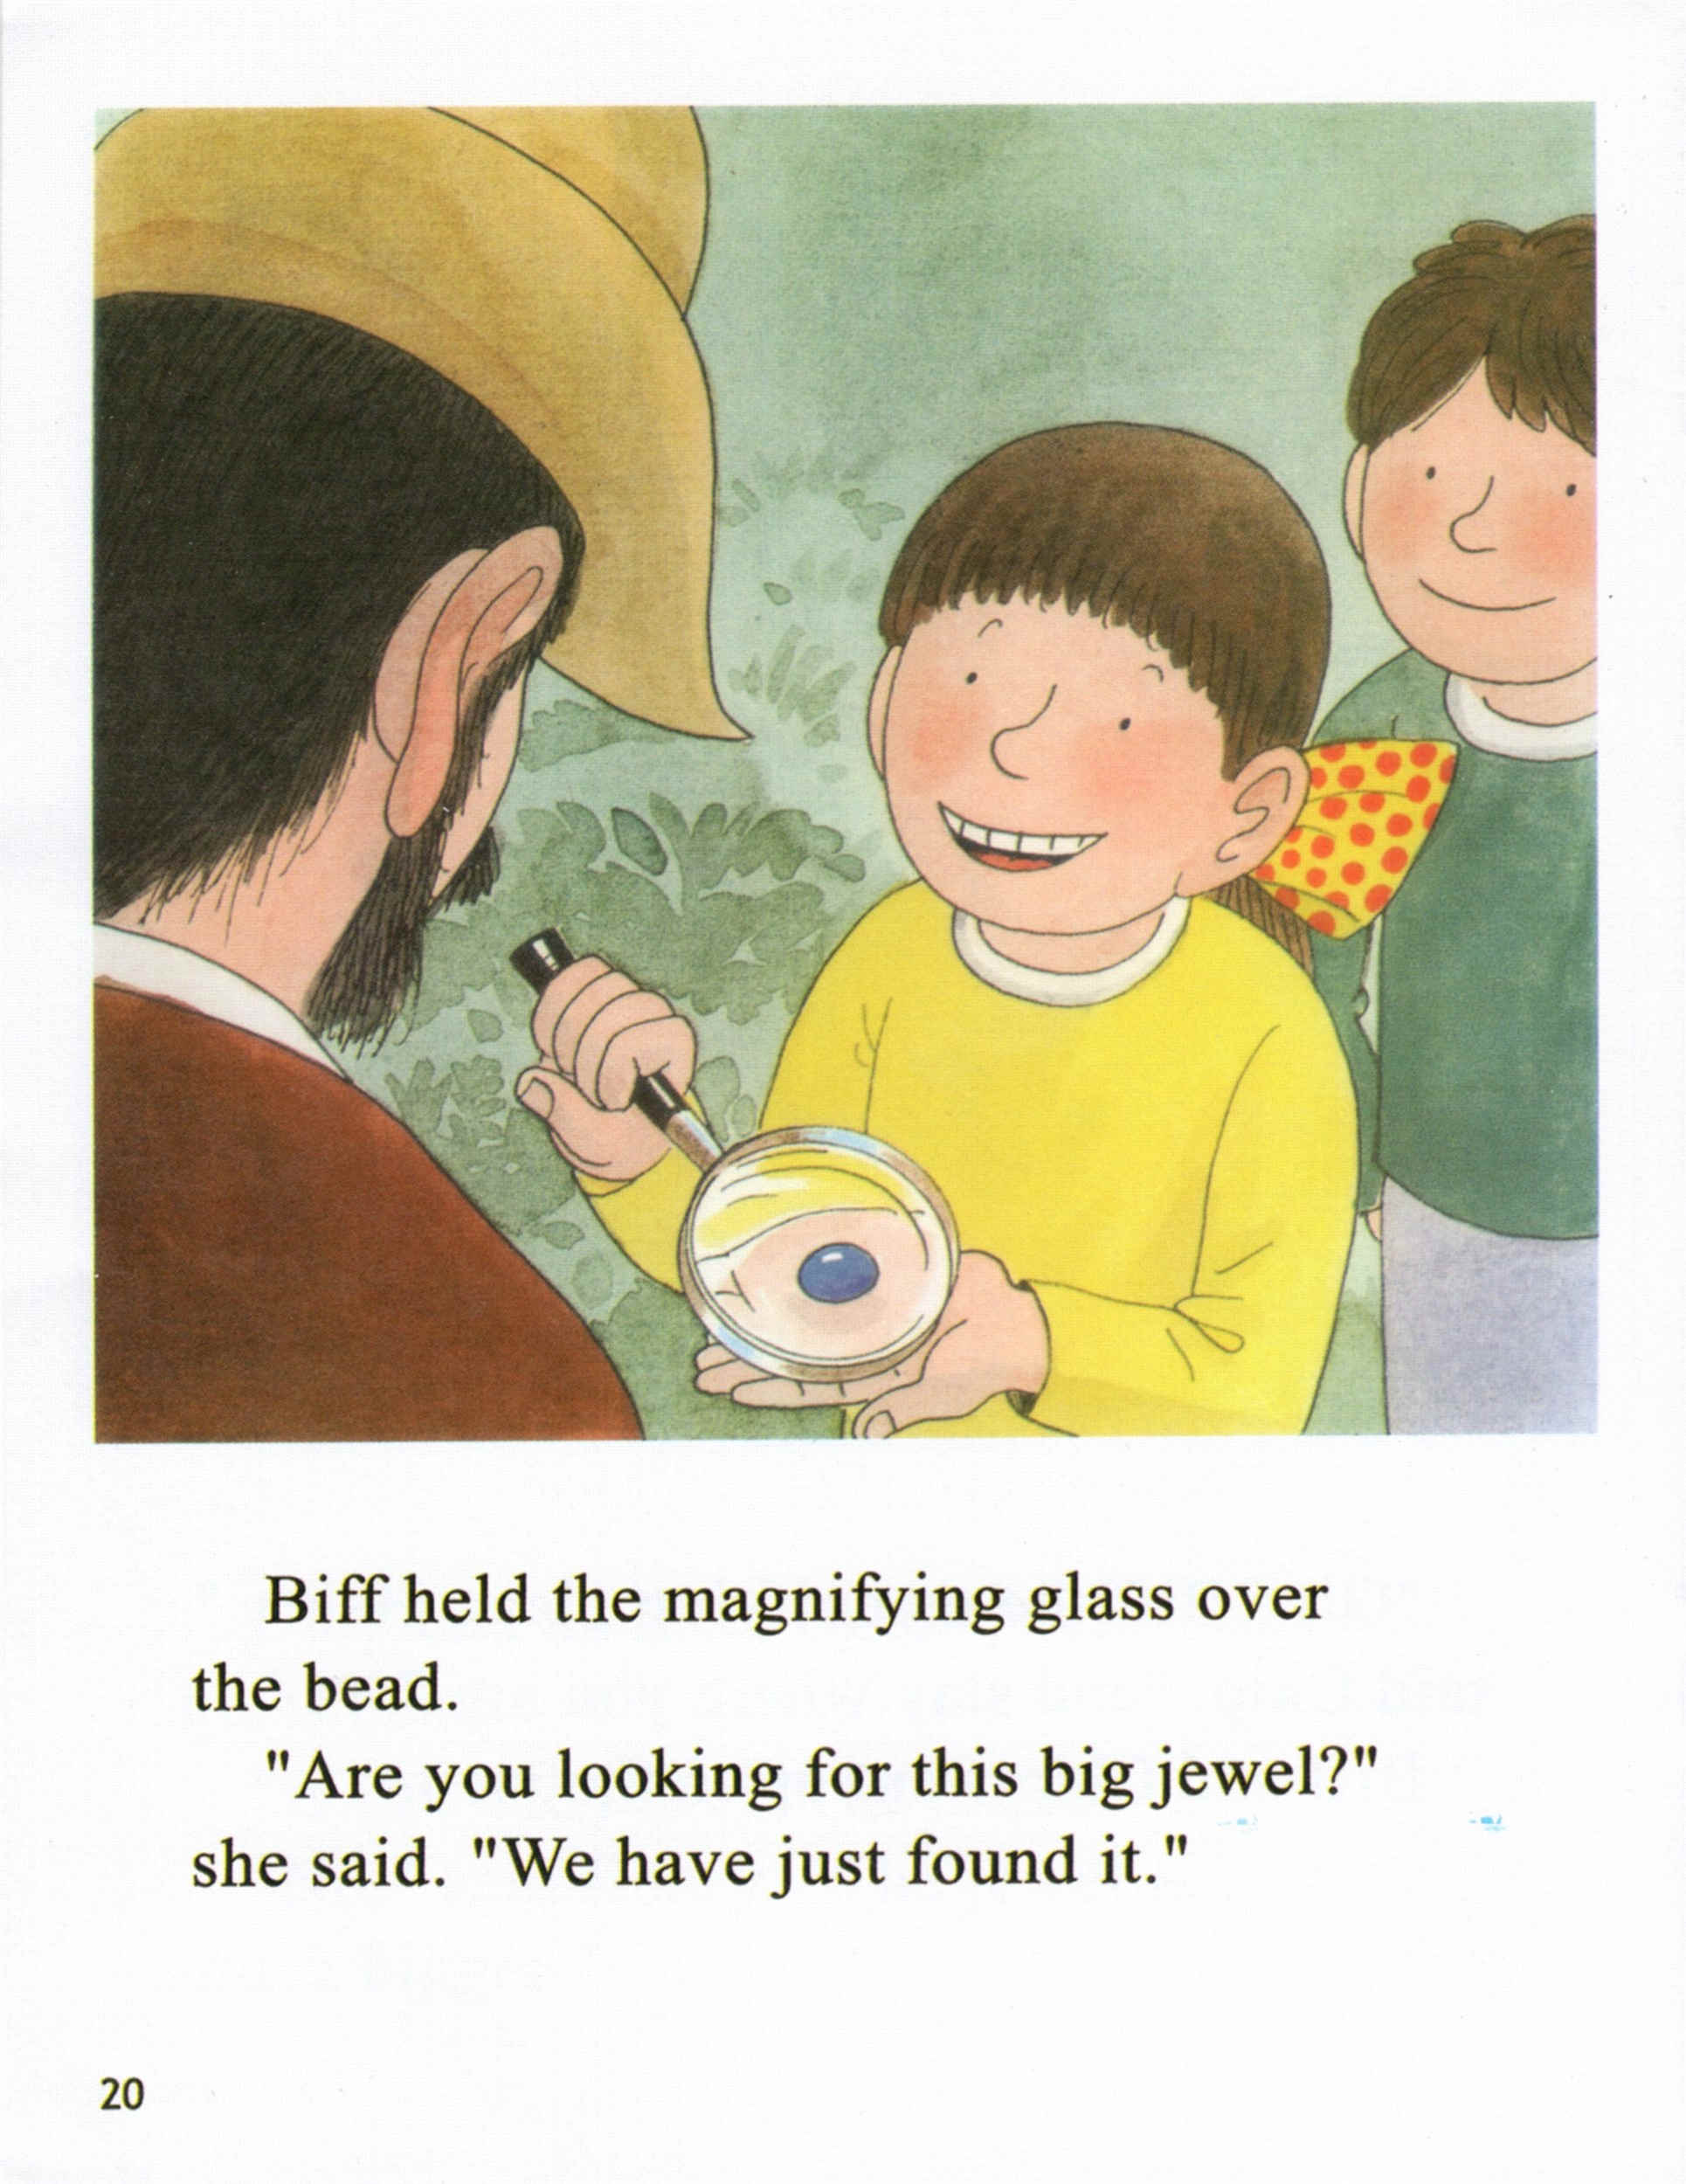 Biff held the magnifying glass over
the bead.
"Are you looking for this big jewel?"
she said. "We have just found it."
20